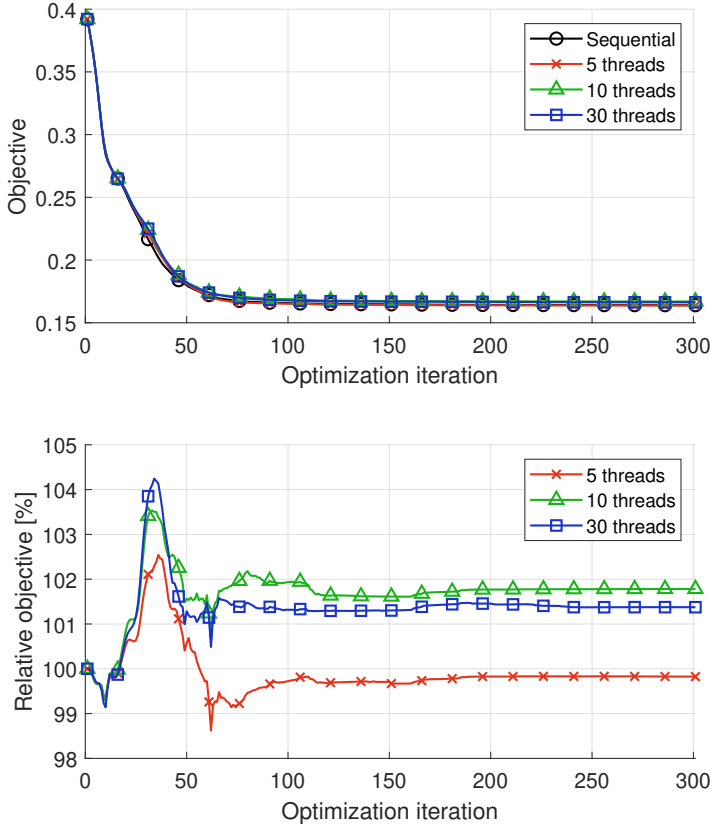 0.4
0.35
0.3
0.25
0.2
0.15
Objective
Sequential
5 threads
10 threads
30 threads
0 50 100 150 200 250 300
Optimization iteration
105
104
103
102
101
100
99
98
Relative objective [%]
5 threads
10 threads
30 threads
0 50 100 150 200 250 300
Optimization iteration